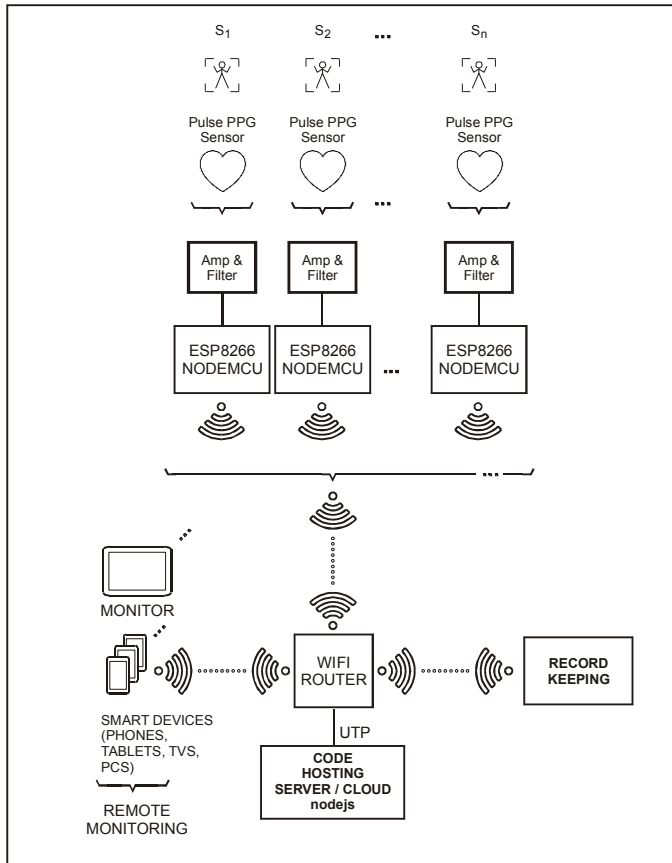 S1 S2 ... Sn
Pulse PPG Sensor
Pulse PPG Sensor
Pulse PPG Sensor
...
Amp & Filter
Amp & Filter
Amp & Filter
ESP8266 NODEMCU
ESP8266 NODEMCU
...
ESP8266 NODEMCU
...
MONITOR
SMART DEVICES
(PHONES,
TABLETS, TVS,
PCS)
REMOTE
MONITORING
WIFI
ROUTER
UTP
CODE
HOSTING
SERVER / CLOUD
nodejs
RECORD
KEEPING